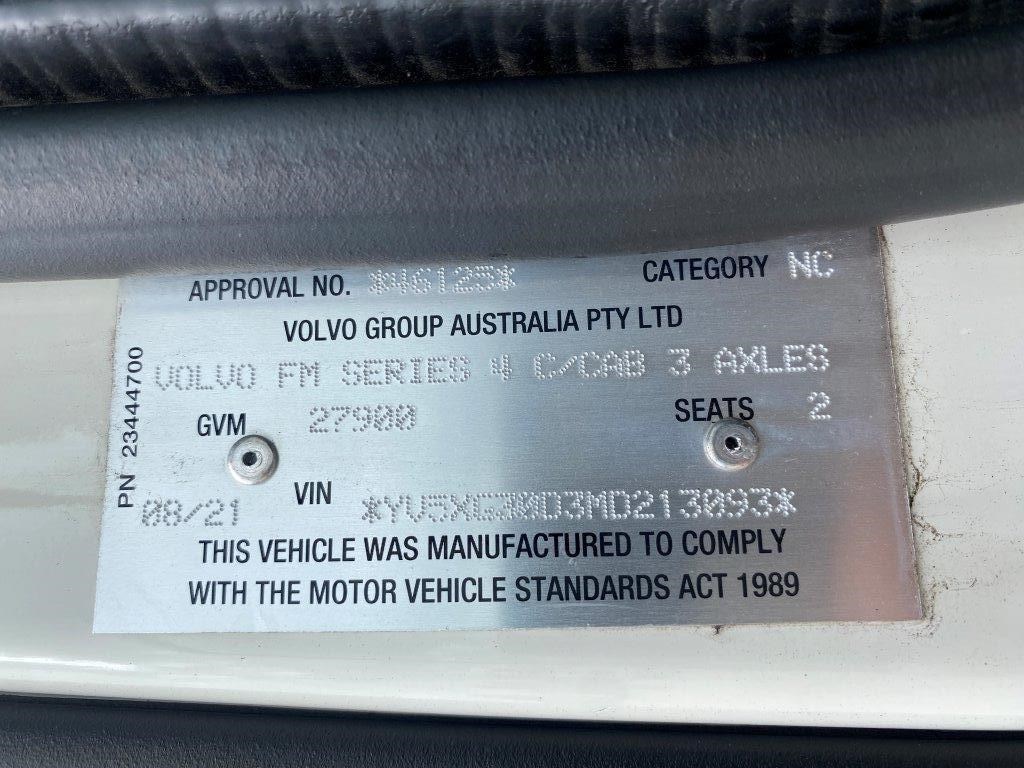 APPROVAL NO. *46125* CATEGORY NC
VOLVO GROUP AUSTRALIA PTY LTD
VOLVO FM SERIES 4 C/CAB 3 AXLES
GVM 27900 SEATS 2
08/21 VIN *YV5XG30D3MD213093*
THIS VEHICLE WAS MANUFACTURED TO COMPLY
WITH THE MOTOR VEHICLE STANDARDS ACT 1989
PN 23444700